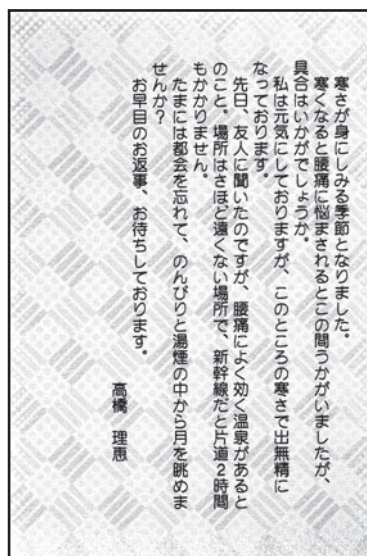 寒さが身にしみる季節となりました。
寒くなると腰痛に悩まされるとこの間うかがいましたが、
具合はいかがでしょうか。
私は元気にしておりますが、このところの寒さで出無精に
なっております。
先日、友人に聞いたのですが、腰痛によく効く温泉があると
のこと。場所はさほど遠くない場所で、新幹線だと片道2時間
もかかりません。
たまには都会を忘れて、のんびりと湯煙の中から月を眺めま
せんか?
お早目のお返事、お待ちしております。
高橋 理恵